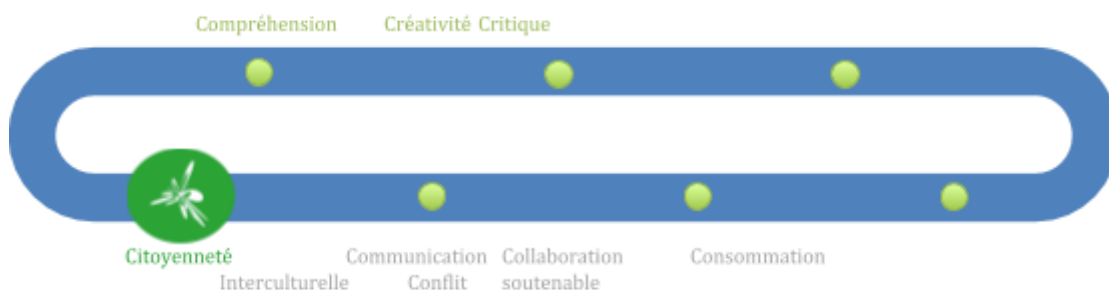 Compréhension Créativité Critique
Citoyenneté Communication Collaboration Consommation
Interculturelle Conflit soutenable